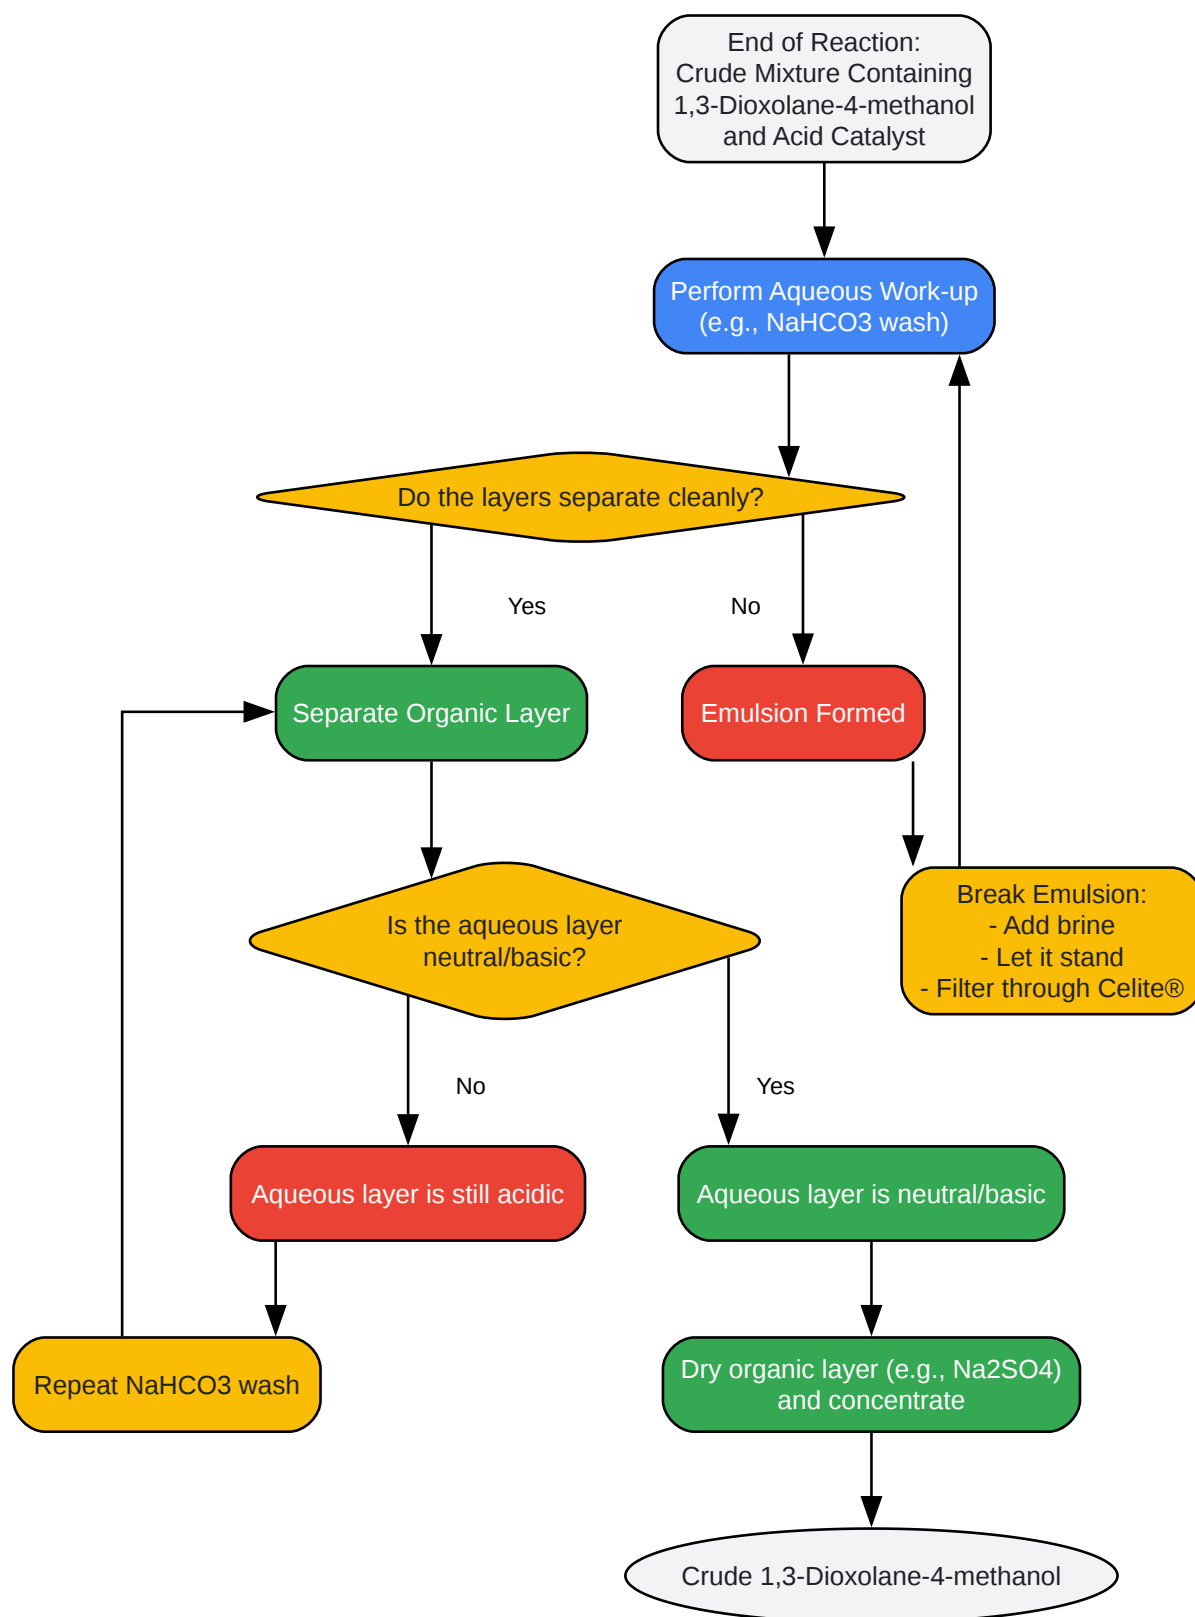 End of Reaction:
Crude Mixture Containing
1,3-Dioxolane-4-methanol
and Acid Catalyst
Perform Aqueous Work-up
(e.g., NaHCO3 wash)
Do the layers separate cleanly?
Yes
No
Separate Organic Layer
Emulsion Formed
Break Emulsion:
- Add brine
- Let it stand
- Filter through Celite®
Is the aqueous layer
neutral/basic?
No
Yes
Aqueous layer is still acidic
Aqueous layer is neutral/basic
Repeat NaHCO3 wash
Dry organic layer (e.g., Na2SO4)
and concentrate
Crude 1,3-Dioxolane-4-methanol